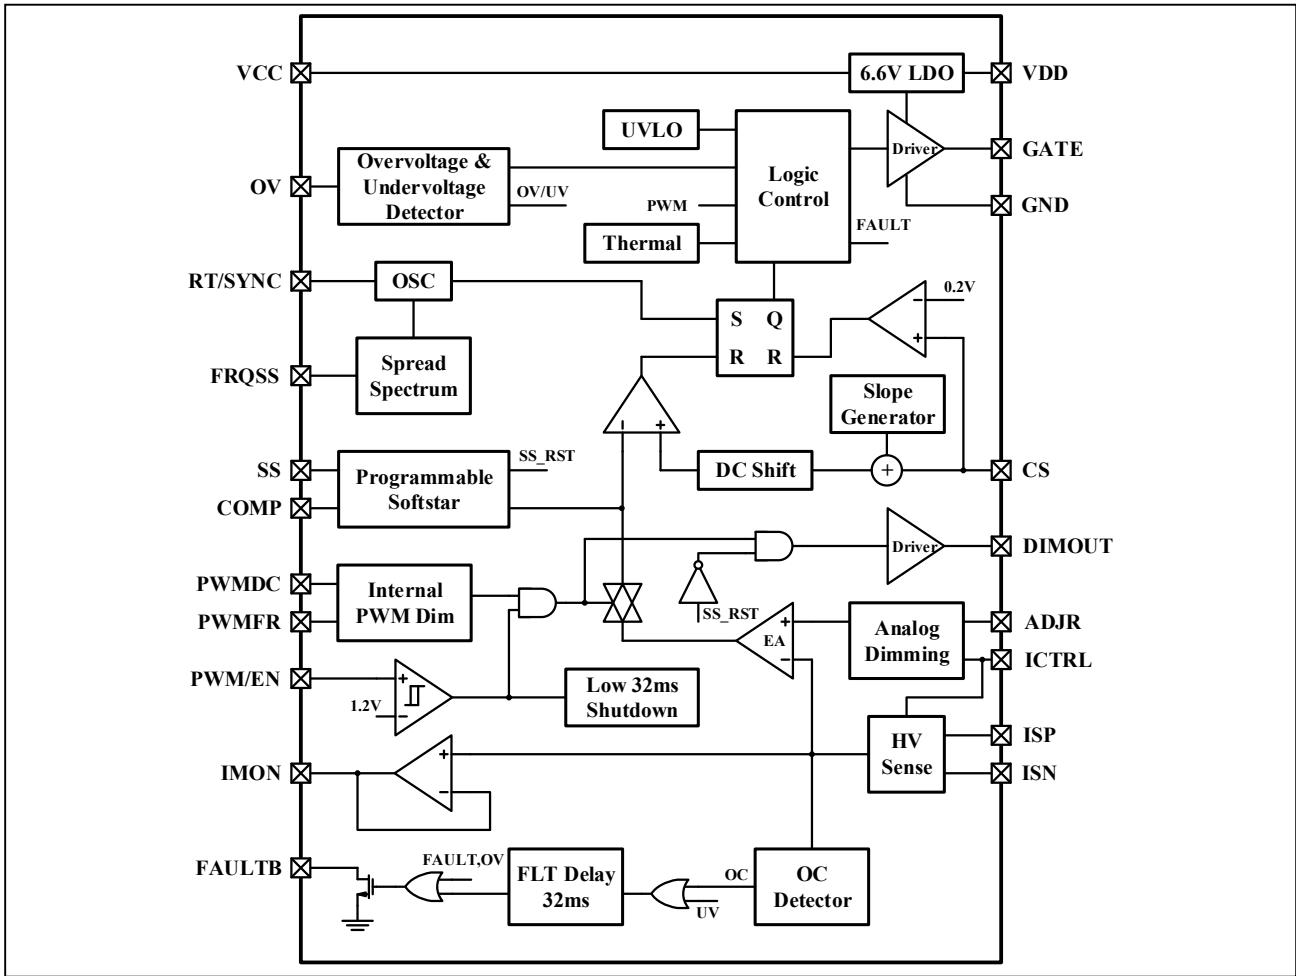 VCC
6.6V LDO
VDD
UVLO
Driver
GATE
Overvoltage &
Undervoltage
Detector
OV
OV/UV
Logic
Control
PWM
GND
Thermal
FAULT
RT/SYNC
OSC
0.2V
−
+
S Q
R R
FRQSS
Spread
Spectrum
Slope
Generator
− +
SS
SS_RST
Programmable
Softstar
COMP
DC Shift
+
CS
Driver
DIMOUT
PWMDC
Internal
PWM Dim
PWMFR
SS_RST
+
EA
−
Analog
Dimming
ADJR
ICTRL
PWM/EN
+
1.2V
−
Low 32ms
Shutdown
HV
Sense
ISP
ISN
IMON
+
−
FAULTB
FAULT,OV
FLT Delay
32ms
OC
UV
OC
Detector